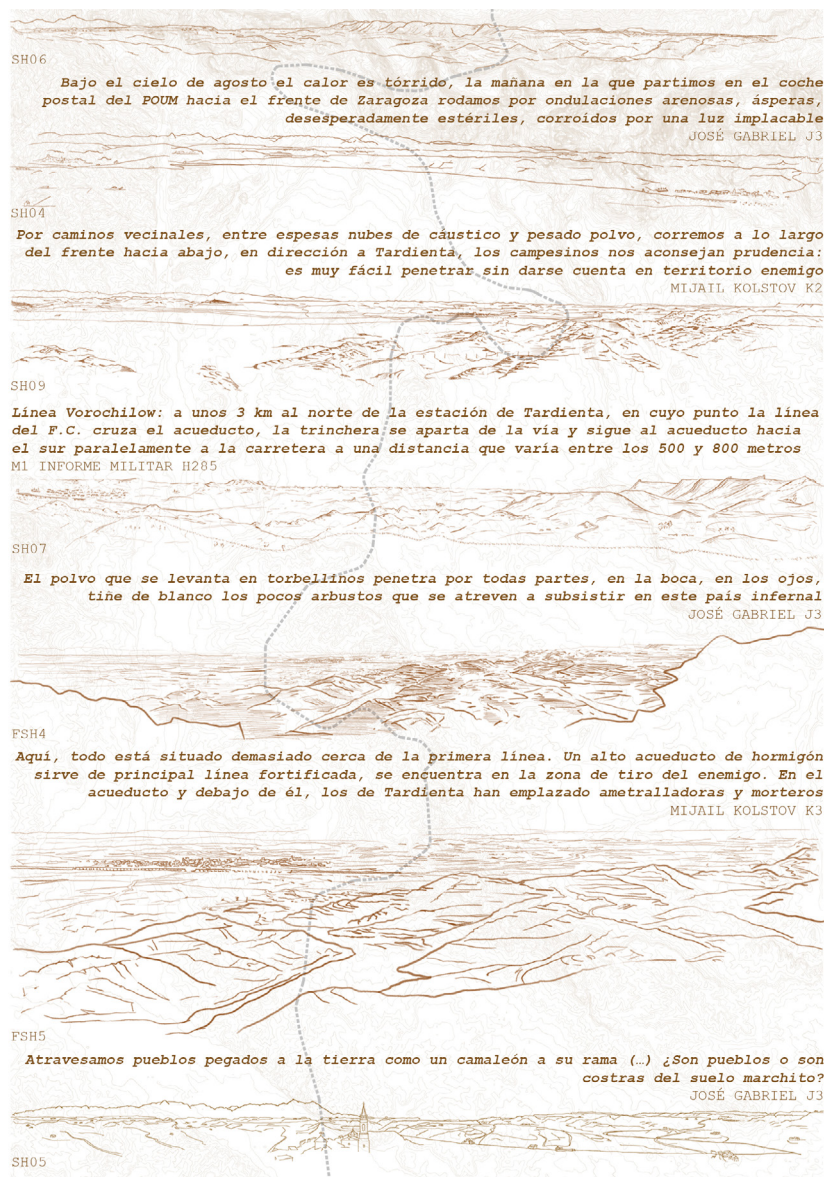 SH06
Bajo el cielo de agosto el calor es tórrido, la mañana en la que partimos en el coche
postal del POUM hacia el frente de Zaragoza rodamos por ondulaciones arenosas, ásperas,
desesperadamente estériles, corroídos por una luz implacable
JOSÉ GABRIEL J3
SH04
Por caminos vecinales, entre espesas nubes de cáustico y pesado polvo, corremos a lo largo
del frente hacia abajo, en dirección a Tardienta, los campesinos nos aconsejan prudencia:
es muy fácil penetrar sin darse cuenta en territorio enemigo
MIJAIL KOLSTOV K2
SH09
Línea Vorochilow: a unos 3 km al norte de la estación de Tardienta, en cuyo punto la línea
del F.C. cruza el acueducto, la trinchera se aparta de la vía y sigue al acueducto hacia
el sur paralelamente a la carretera a una distancia que varía entre los 500 y 800 metros
M1 INFORME MILITAR H285
SH07
El polvo que se levanta en torbellinos penetra por todas partes, en la boca, en los ojos,
tiñe de blanco los pocos arbustos que se atreven a subsistir en este país infernal
JOSÉ GABRIEL J3
FSH4
Aquí, todo está situado demasiado cerca de la primera línea. Un alto acueducto de hormigón
sirve de principal línea fortificada, se encuentra en la zona de tiro del enemigo. En el
acueducto y debajo de él, los de Tardienta han emplazado ametralladoras y morteros
MIJAIL KOLSTOV K3
FSH5
Atravesamos pueblos pegados a la tierra como un camaleón a su rama (…) ¿Son pueblos o son
costras del suelo marchito?
JOSÉ GABRIEL J3
SH05